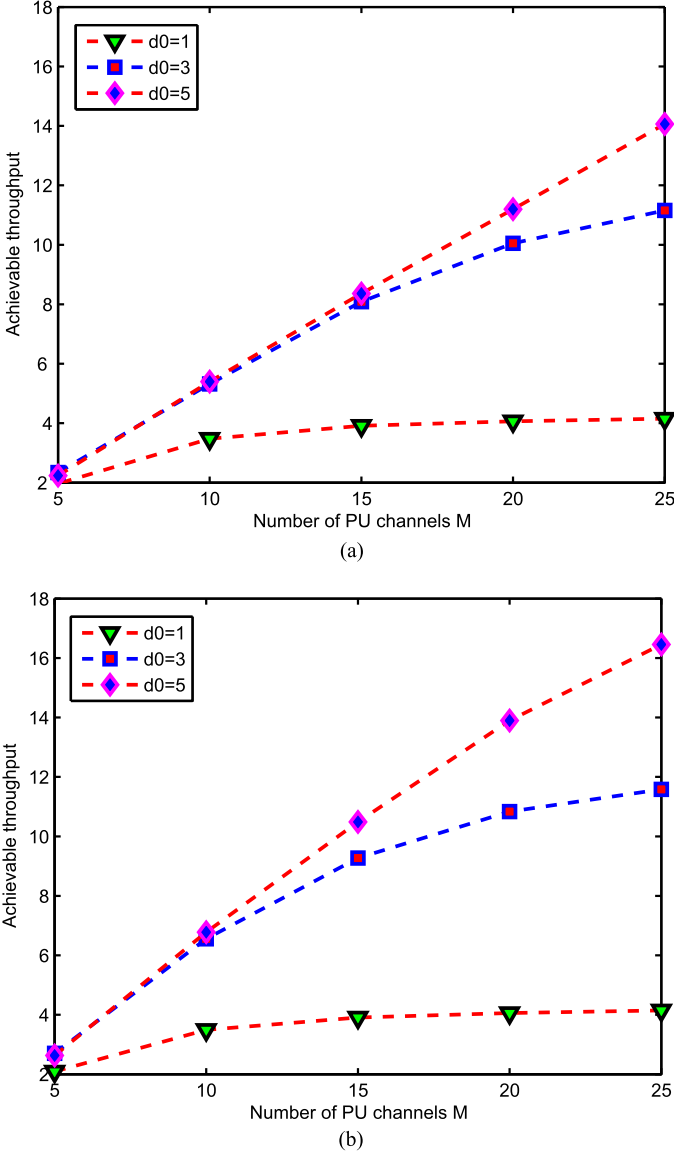 18
16
14
12
10
8
6
4
2
Achievable throughput
d0=1
d0=3
d0=5
5
10
15
20
25
Number of PU channels M
(a)
18
16
14
12
10
8
6
4
2
Achievable throughput
d0=1
d0=3
d0=5
5
10
15
20
25
Number of PU channels M
(b)